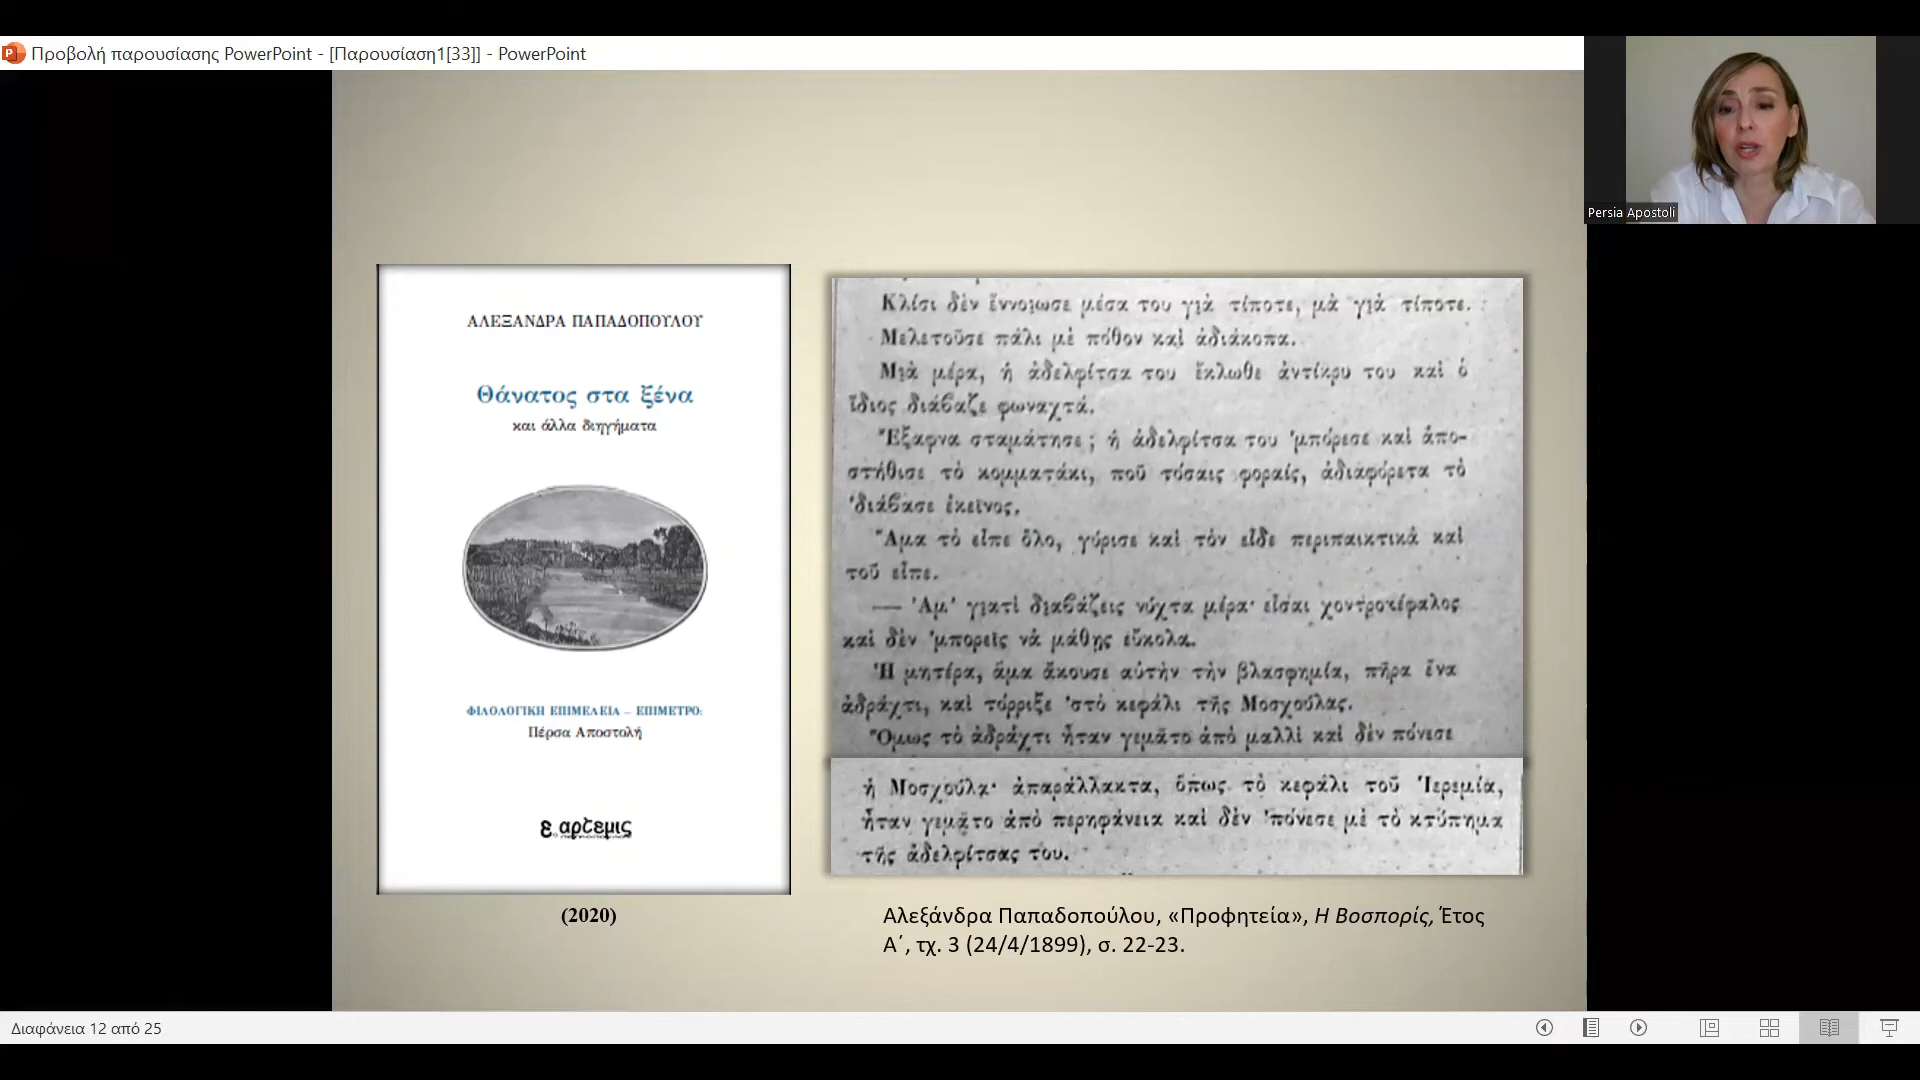 Προβολή παρουσίασης PowerPoint - [Παρουσίαση1[33]] - PowerPoint
Persia Apostoli
ΑΛΕΞΑΝΔΡΑ ΠΑΠΑΔΟΠΟΥΛΟΥ
Θάνατος στα ξένα
και άλλα διηγήματα
ΦΙΛΟΛΟΓΙΚΗ ΕΠΙΜΕΛΕΙΑ – ΕΠΙΜΕΤΡΟ:
Πέρσα Αποστολή
αρτεμις
(2020)
Κλίσι δὲν ἔννοιωσε μέσα του γιὰ τίποτε, μὰ γιὰ τίποτε.
Μελετοῦσε πάλι μὲ πόθον καὶ ἀδιάκοπα.
Μιὰ μέρα, ἡ ἀδελφίτσα του ἔκλωθε ἀντίκρυ του καὶ ὁ
ἴδιος διάβαζε φωναχτά.
Ἔξαφνα σταμάτησε ; ἡ ἀδελφίτσα του 'μπόρεσε καὶ ἀπο-
στήθισε τὸ κομματάκι, ποῦ τόσαις φοραίς, ἀδιαφόρετα τὸ
'διάβασε ἐκεῖνος.
Ἅμα τὸ εἶπε ὅλο, γύρισε καὶ τὸν εἶδε περιπαικτικὰ καὶ
τοῦ εἶπε.
— Ἀμ' γιατὶ διαβάζεις νύχτα μέρα· εἶσαι χοντροκέφαλος
καὶ δὲν 'μπορεῖς νὰ μάθῃς εὔκολα.
Ἡ μητέρα, ἅμα ἄκουσε αὐτὴν τὴν βλασφημία, πῆρα ἕνα
ἀδράχτι, καὶ τόρριξε 'στὸ κεφάλι τῆς Μοσχούλας.
Ὅμως τὸ ἀδράχτι ἦταν γεμᾶτο ἀπὸ μαλλὶ καὶ δὲν πόνεσε
ἡ Μοσχούλα· ἀπαράλλακτα, ὅπως τὸ κεφάλι τοῦ Ἱερεμία,
ἦταν γεμᾶτο ἀπὸ περηφάνεια καὶ δὲν 'πόνεσε μὲ τὸ κτύπημα
τῆς ἀδελφίτσας του.
Αλεξάνδρα Παπαδοπούλου, «Προφητεία», Η Βοσπορίς, Έτος
Α΄, τχ. 3 (24/4/1899), σ. 22-23.
Διαφάνεια 12 από 25